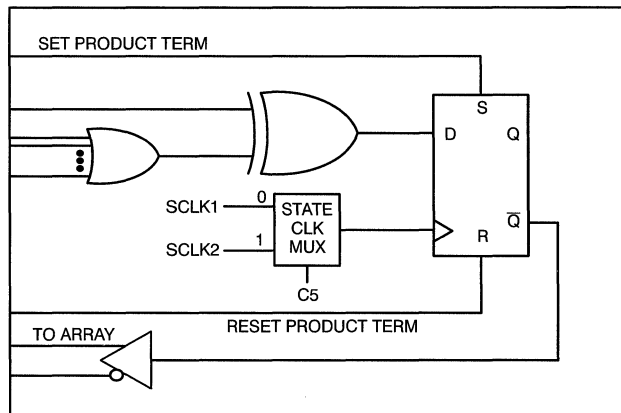 SET PRODUCT TERM
S
D Q
SCLK1 0
STATE
CLK
MUX
SCLK2 1
R Q̅
C5
RESET PRODUCT TERM
TO ARRAY